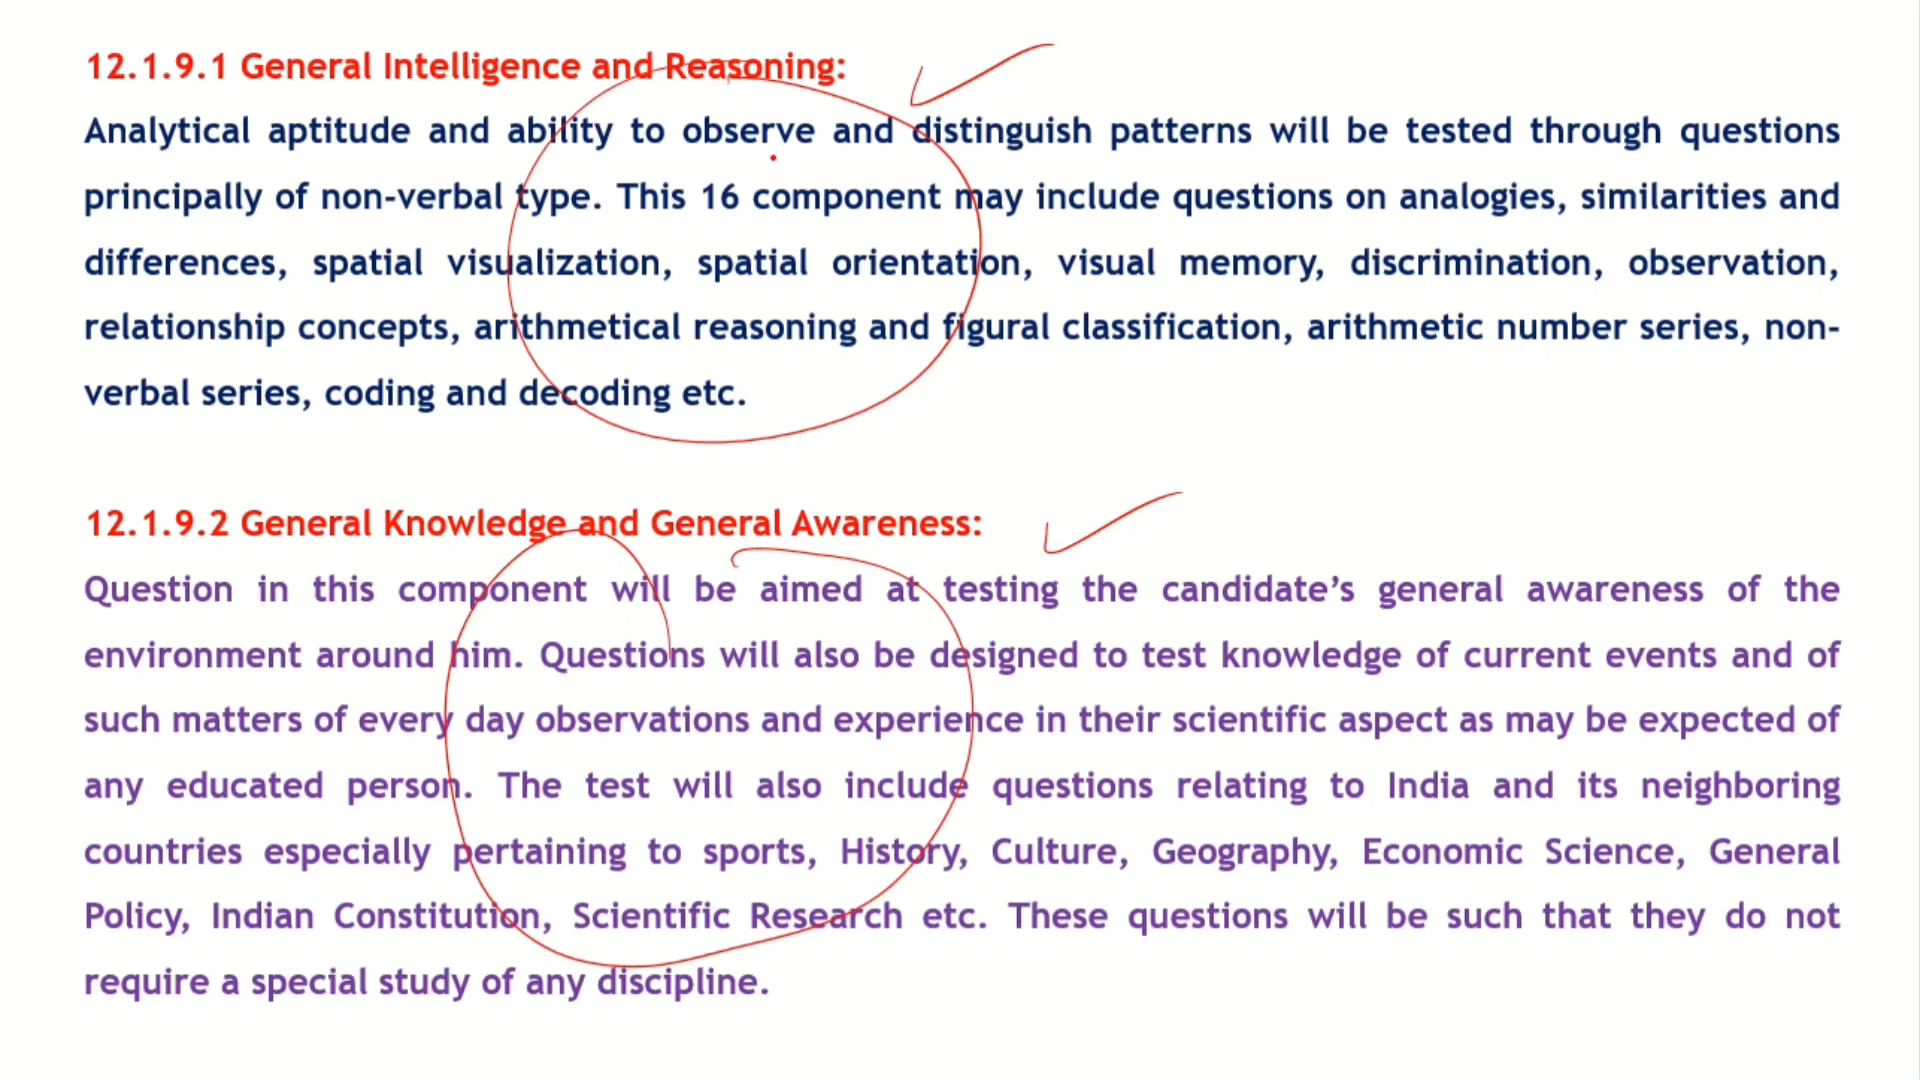 12.1.9.1 General Intelligence and Reasoning:
Analytical aptitude and ability to observe and distinguish patterns will be tested through questions
principally of non-verbal type. This 16 component may include questions on analogies, similarities and
differences, spatial visualization, spatial orientation, visual memory, discrimination, observation,
relationship concepts, arithmetical reasoning and figural classification, arithmetic number series, non-
verbal series, coding and decoding etc.
12.1.9.2 General Knowledge and General Awareness:
Question in this component will be aimed at testing the candidate’s general awareness of the
environment around him. Questions will also be designed to test knowledge of current events and of
such matters of every day observations and experience in their scientific aspect as may be expected of
any educated person. The test will also include questions relating to India and its neighboring
countries especially pertaining to sports, History, Culture, Geography, Economic Science, General
Policy, Indian Constitution, Scientific Research etc. These questions will be such that they do not
require a special study of any discipline.